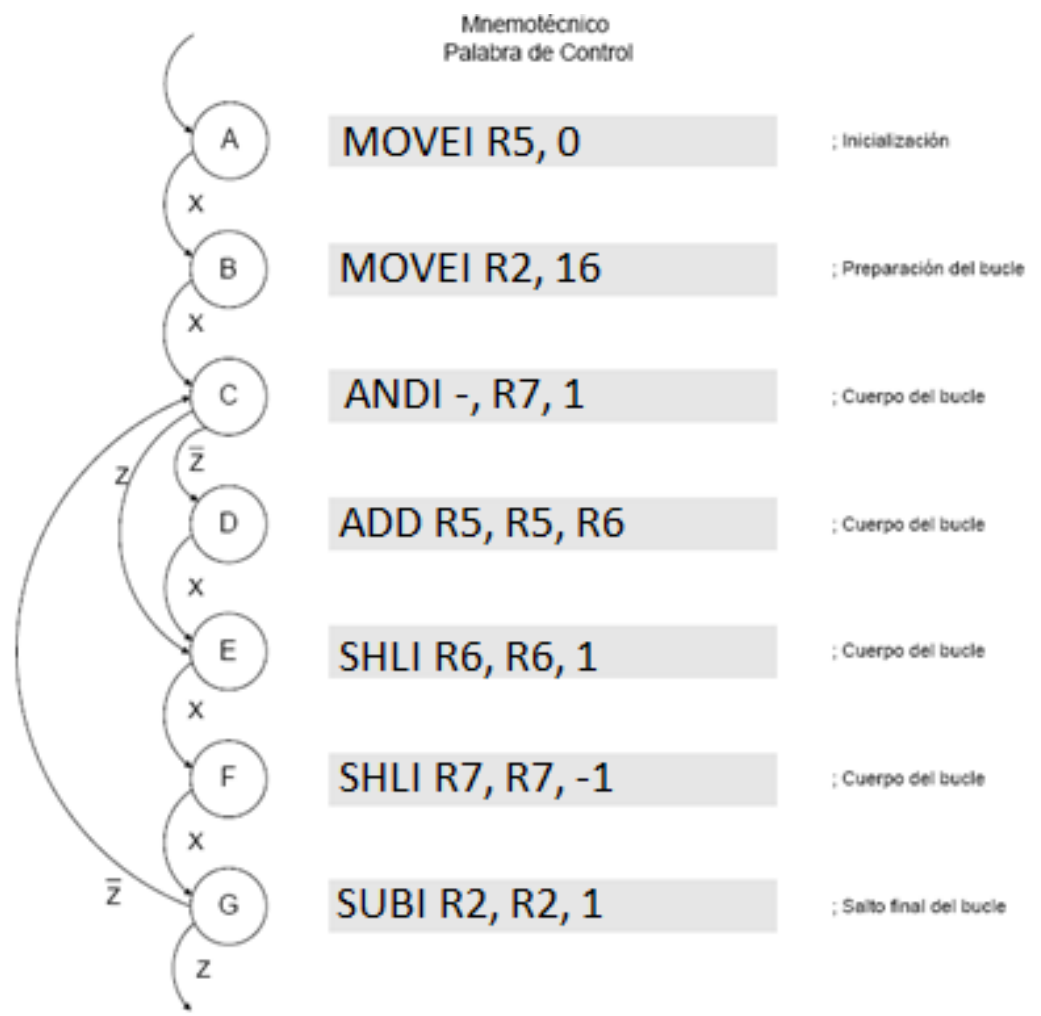 Mnemotécnico
Palabra de Control
A
MOVEI R5, 0
; Inicialización
x
B
MOVEI R2, 16
; Preparación del bucle
x
C
ANDI -, R7, 1
; Cuerpo del bucle
z
z̅
D
ADD R5, R5, R6
; Cuerpo del bucle
x
E
SHLI R6, R6, 1
; Cuerpo del bucle
x
F
SHLI R7, R7, -1
; Cuerpo del bucle
x
z̅
G
SUBI R2, R2, 1
; Salto final del bucle
z